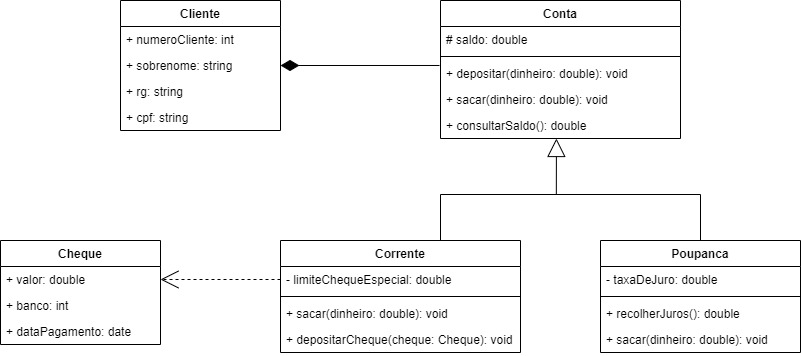 Cliente
+ numeroCliente: int
+ sobrenome: string
+ rg: string
+ cpf: string
Conta
# saldo: double
+ depositar(dinheiro: double): void
+ sacar(dinheiro: double): void
+ consultarSaldo(): double
Cheque
+ valor: double
+ banco: int
+ dataPagamento: date
Corrente
- limiteChequeEspecial: double
+ sacar(dinheiro: double): void
+ depositarCheque(cheque: Cheque): void
Poupanca
- taxaDeJuro: double
+ recolherJuros(): double
+ sacar(dinheiro: double): void